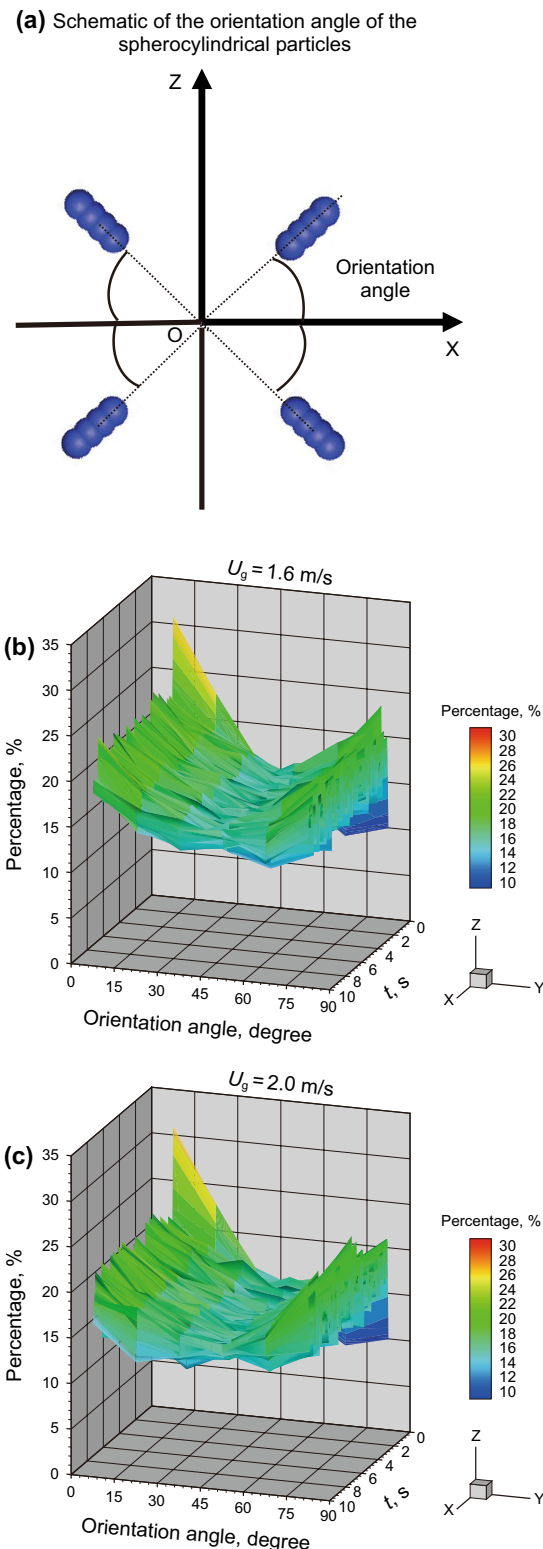 (a) Schematic of the orientation angle of the
spherocylindrical particles
Z
Orientation
angle
O
X
U_g = 1.6 m/s
(b)
35
30
25
20
15
10
5
0
Percentage, %
0 15 30 45 60 75 90
Orientation angle, degree
10 8 6 4 2 0
t, s
Percentage, %
30
28
26
24
22
20
18
16
14
12
10
Z
X
Y
U_g = 2.0 m/s
(c)
35
30
25
20
15
10
5
0
Percentage, %
0 15 30 45 60 75 90
Orientation angle, degree
10 8 6 4 2 0
t, s
Percentage, %
30
28
26
24
22
20
18
16
14
12
10
Z
X
Y